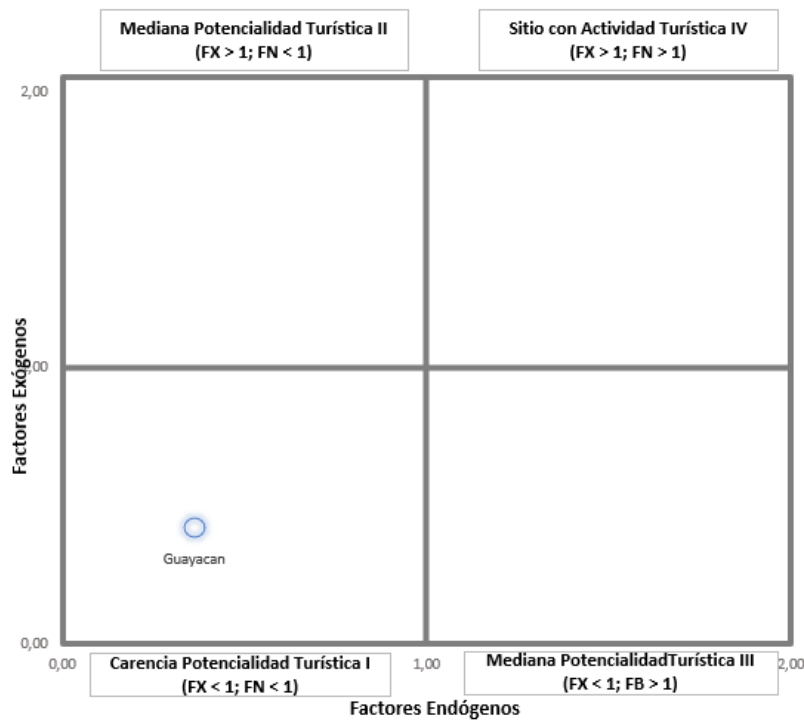 Mediana Potencialidad Turística II
(FX > 1; FN < 1)
Sitio con Actividad Turística IV
(FX > 1; FN > 1)
2,00
Factores Exógenos
,00
Guayacan
0,00
0,00
Carencia Potencialidad Turística I
(FX < 1; FN < 1)
1,00
Mediana PotencialidadTurística III
(FX < 1; FB > 1)
2,00
Factores Endógenos